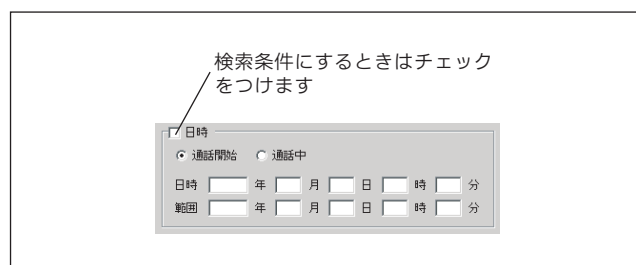 検索条件にするときはチェック
をつけます
日時
通話開始 通話中
日時 年 月 日 時 分
範囲 年 月 日 時 分